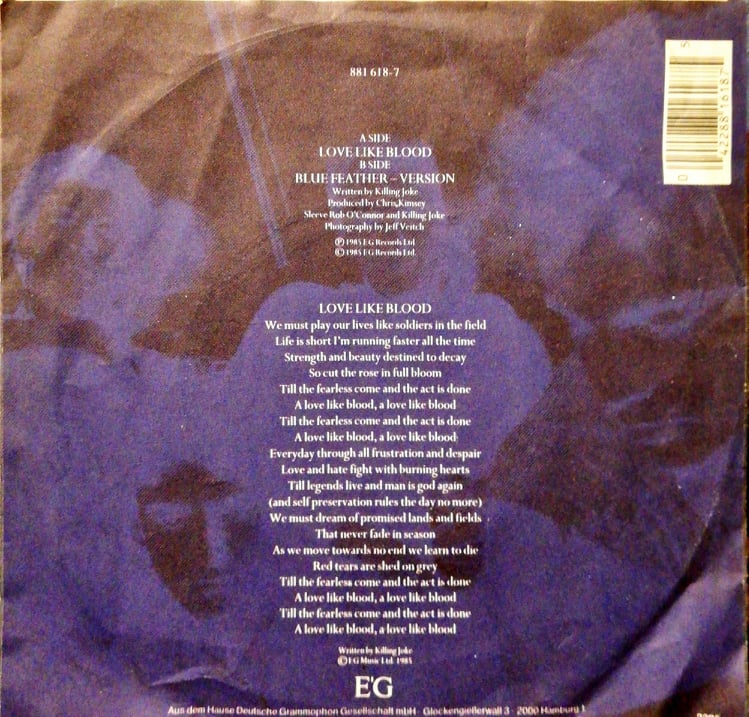 881 618-7
5
42288 16187
0
A SIDE
LOVE LIKE BLOOD
B SIDE
BLUE FEATHER – VERSION
Written by Killing Joke
Produced by Chris Kimsey
Sleeve Rob O'Connor and Killing Joke
Photography by Jeff Veitch
Ⓟ 1985 EG Records Ltd
© 1985 EG Records Ltd.
LOVE LIKE BLOOD
We must play our lives like soldiers in the field
Life is short I'm running faster all the time
Strength and beauty destined to decay
So cut the rose in full bloom
Till the fearless come and the act is done
A love like blood, a love like blood
Till the fearless come and the act is done
A love like blood, a love like blood
Everyday through all frustration and despair
Love and hate fight with burning hearts
Till legends live and man is god again
(and self preservation rules the day no more)
We must dream of promised lands and fields
That never fade in season
As we move towards no end we learn to die
Red tears are shed on grey
Till the fearless come and the act is done
A love like blood, a love like blood
Till the fearless come and the act is done
A love like blood, a love like blood
Written by Killing Joke
© EG Music Ltd. 1985
E'G
Aus dem Hause Deutsche Grammophon Gesellschaft mbH · Glockengießerwall 3 · 2000 Hamburg 1